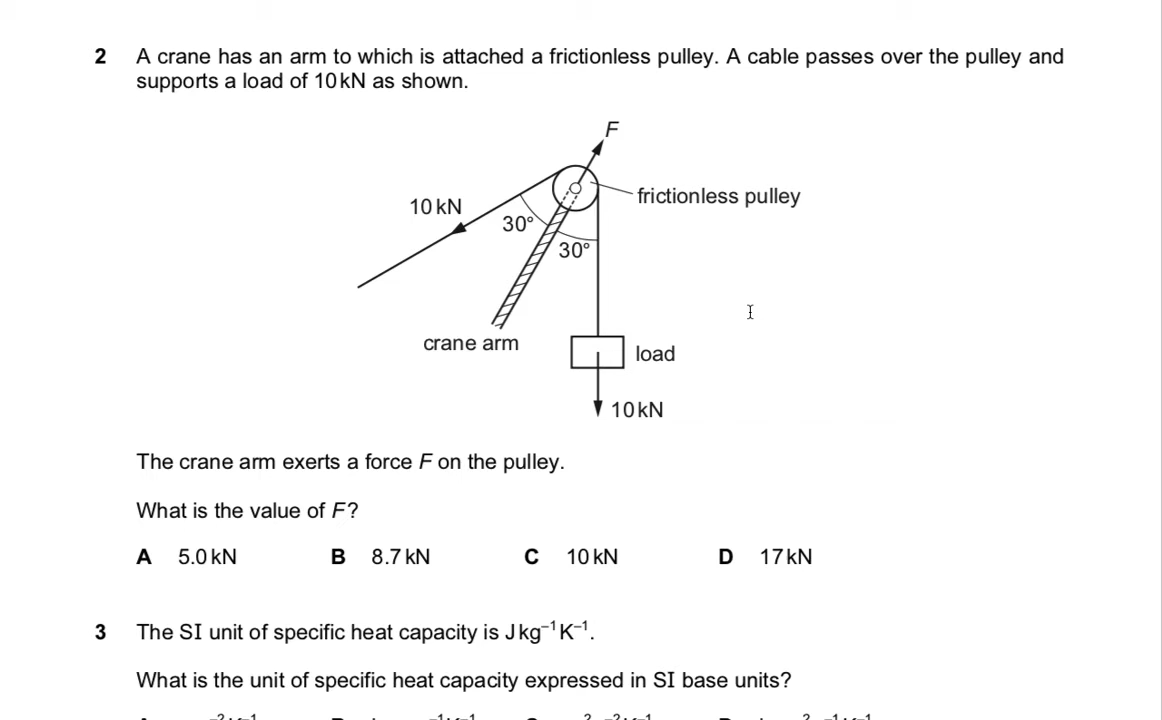 2 A crane has an arm to which is attached a frictionless pulley. A cable passes over the pulley and
supports a load of 10 kN as shown.
F
frictionless pulley
10 kN
30°
30°
crane arm
load
10 kN
The crane arm exerts a force F on the pulley.
What is the value of F?
A 5.0 kN B 8.7 kN C 10 kN D 17 kN
3 The SI unit of specific heat capacity is J kg⁻¹ K⁻¹.
What is the unit of specific heat capacity expressed in SI base units?